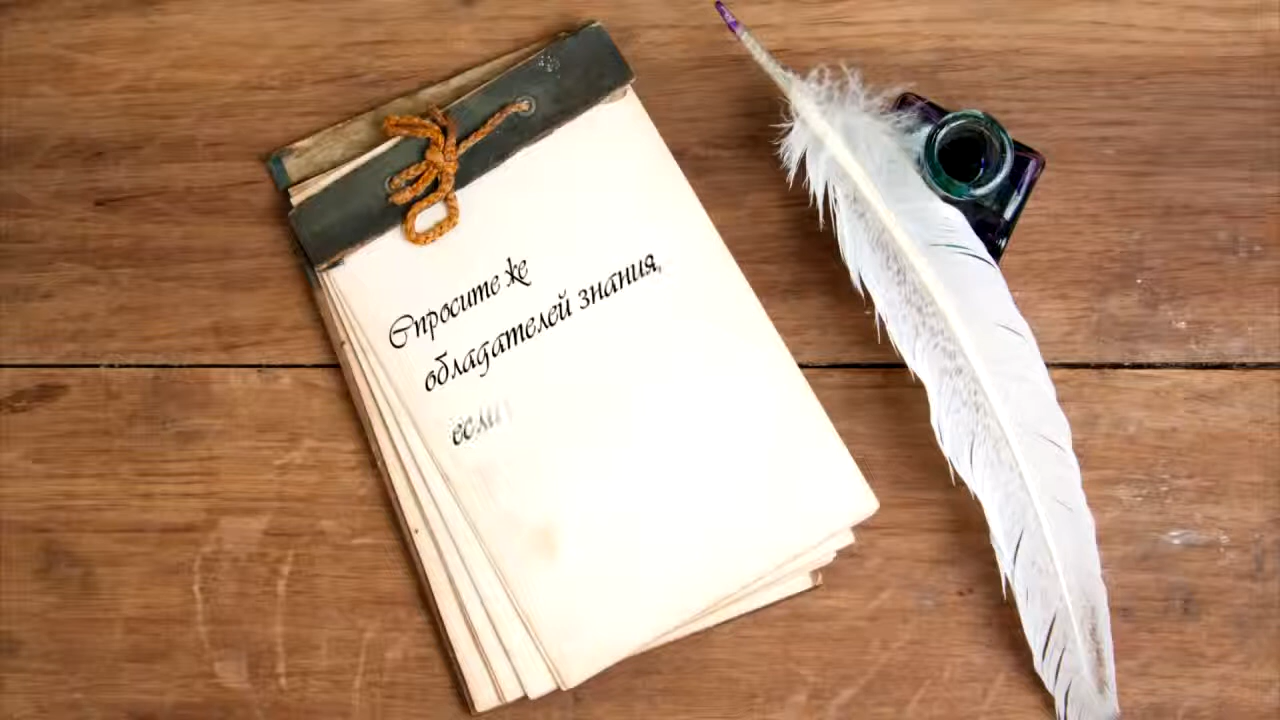 Спросите же
обладателей знания,
если